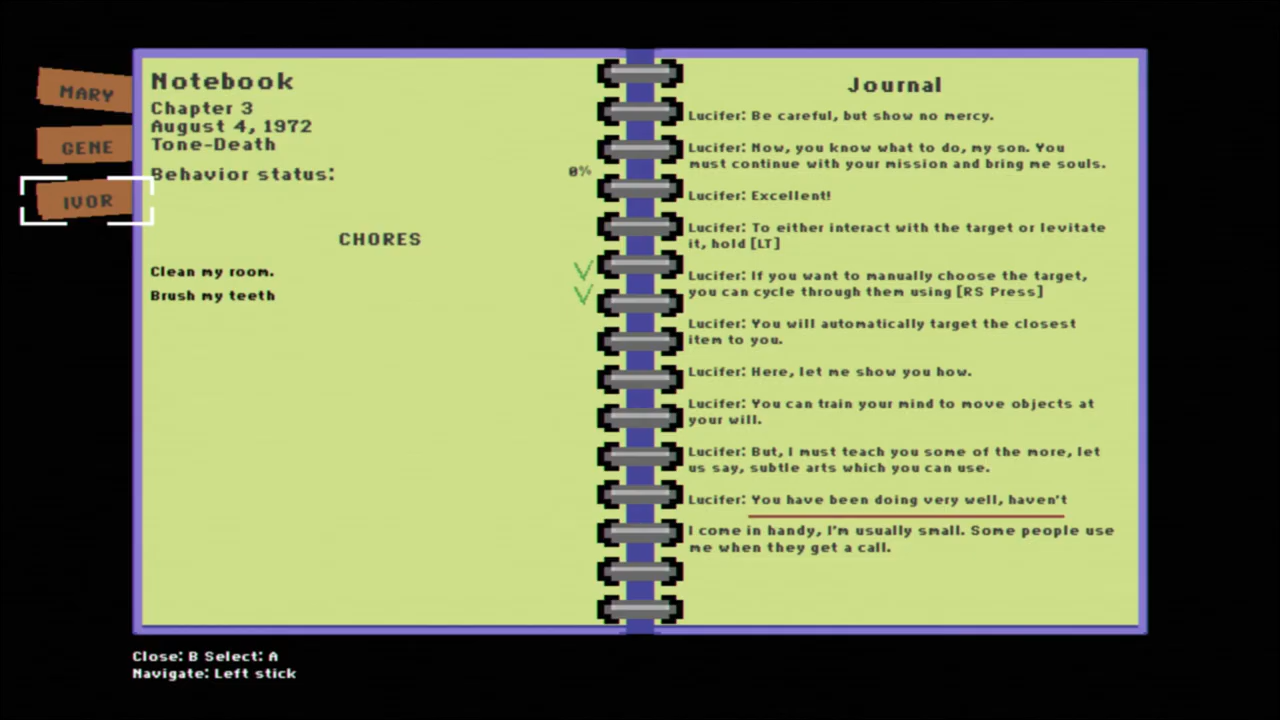 MARY
GENE
IVOR
Notebook
Chapter 3
August 4, 1972
Tone-Death
Behavior status: 0%
CHORES
Clean my room.
Brush my teeth
Journal
Lucifer: Be careful, but show no mercy.
Lucifer: Now, you know what to do, my son. You
must continue with your mission and bring me souls.
Lucifer: Excellent!
Lucifer: To either interact with the target or levitate
it, hold [LT]
Lucifer: If you want to manually choose the target,
you can cycle through them using [RS Press]
Lucifer: You will automatically target the closest
item to you.
Lucifer: Here, let me show you how.
Lucifer: You can train your mind to move objects at
your will.
Lucifer: But, I must teach you some of the more, let
us say, subtle arts which you can use.
Lucifer: You have been doing very well, haven't
I come in handy, I'm usually small. Some people use
me when they get a call.
Close: B Select: A
Navigate: Left stick